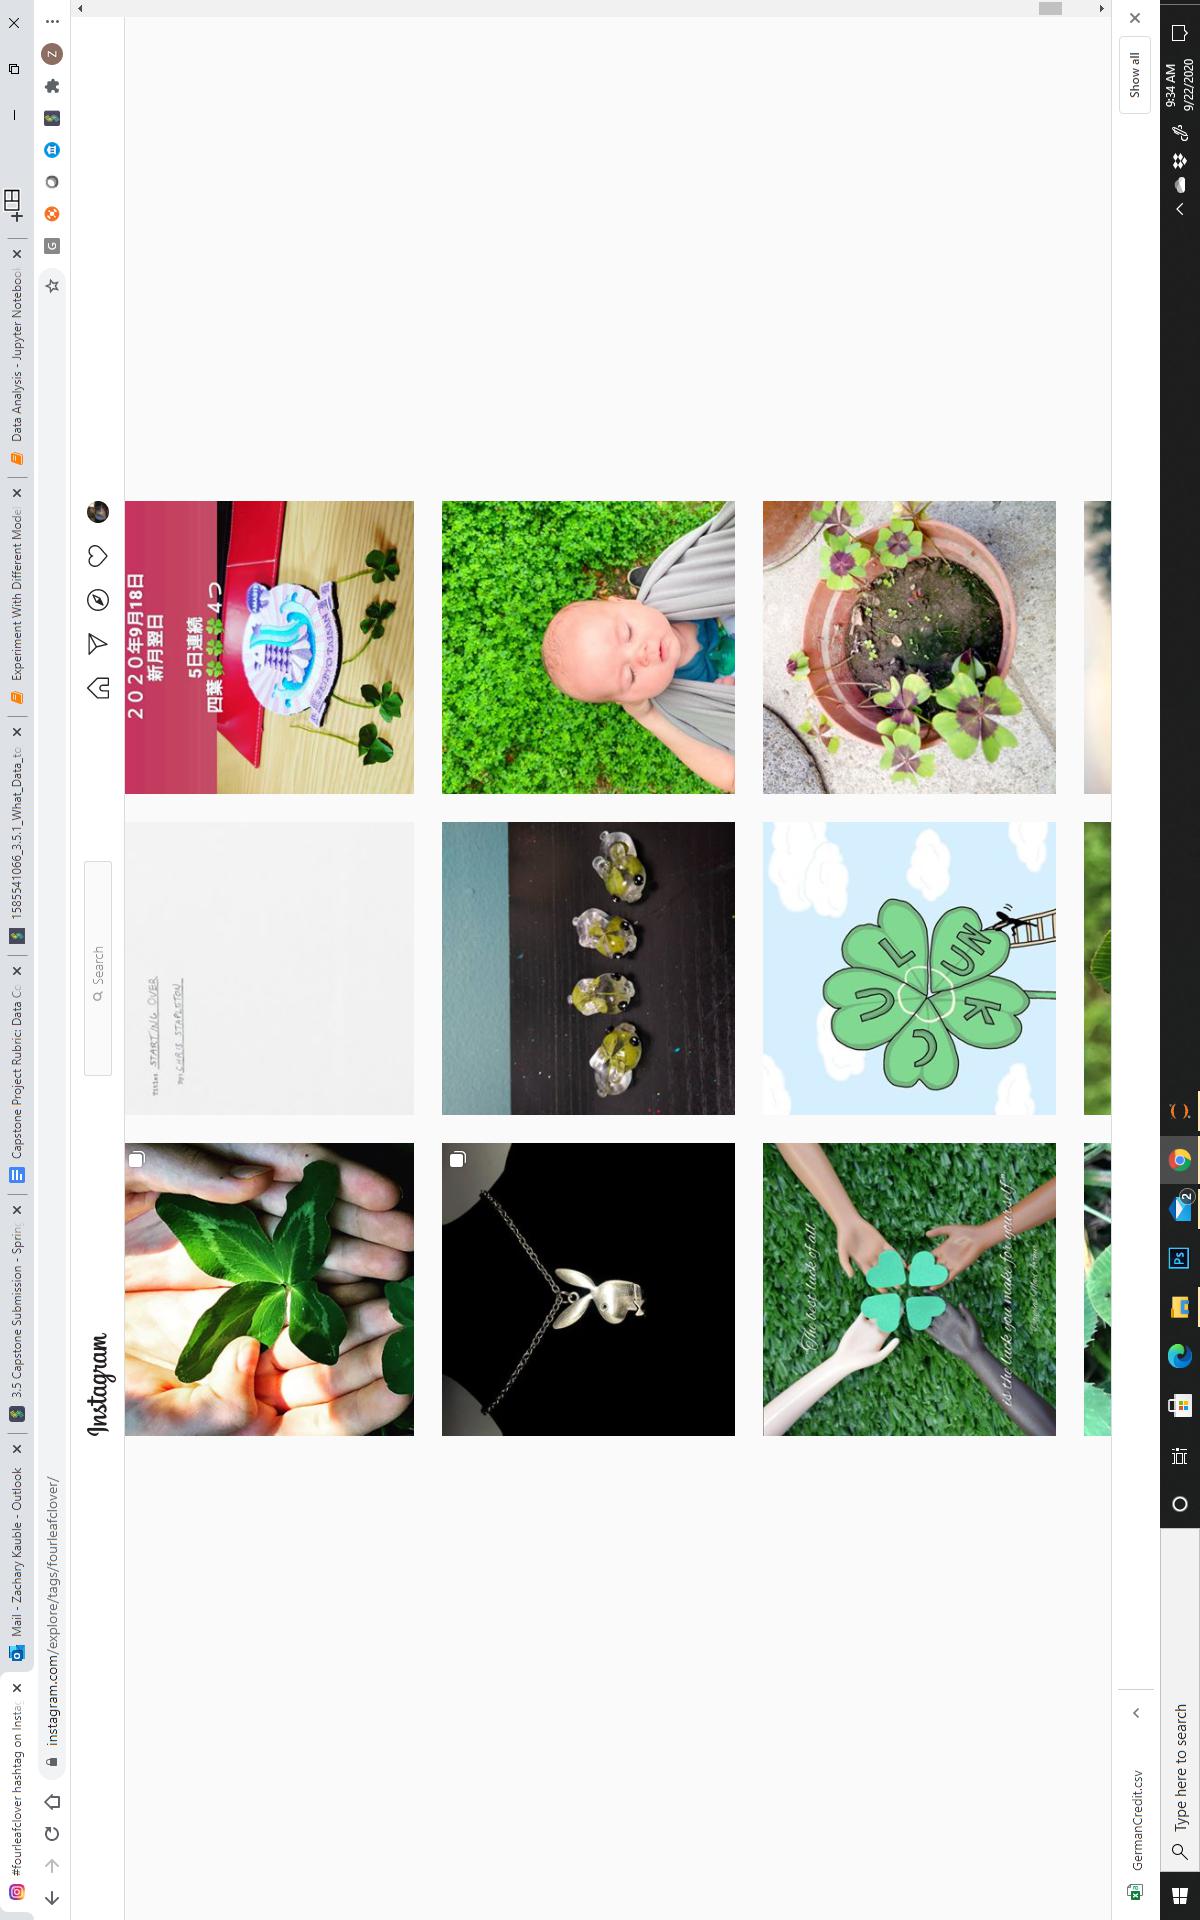 #fourleafclover hashtag on Insta
Mail - Zachary Kauble - Outlook
3.5 Capstone Submission - Spring
Capstone Project Rubric: Data Co
1585541066_3.5.1_What_Data_to
Experiment With Different Model
Data Analysis - Jupyter Notebook
instagram.com/explore/tags/fourleafclover/
G
Z
Instagram
Search
Title: STARTING OVER
By: CHRIS STAPLETON
2020年9月18日
新月翌日
5日連続
四葉🍀🍀🍀🍀4つ
The best luck of all
is the luck you make for yourself"
L
U
C
K
UN
GermanCredit.csv
Show all
Type here to search
Ps
2
9:34 AM
9/22/2020